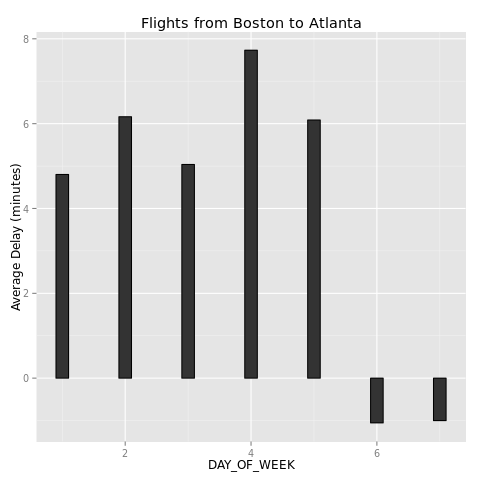 Flights from Boston to Atlanta
Average Delay (minutes)
8
6
4
2
0
2 4 6
DAY_OF_WEEK